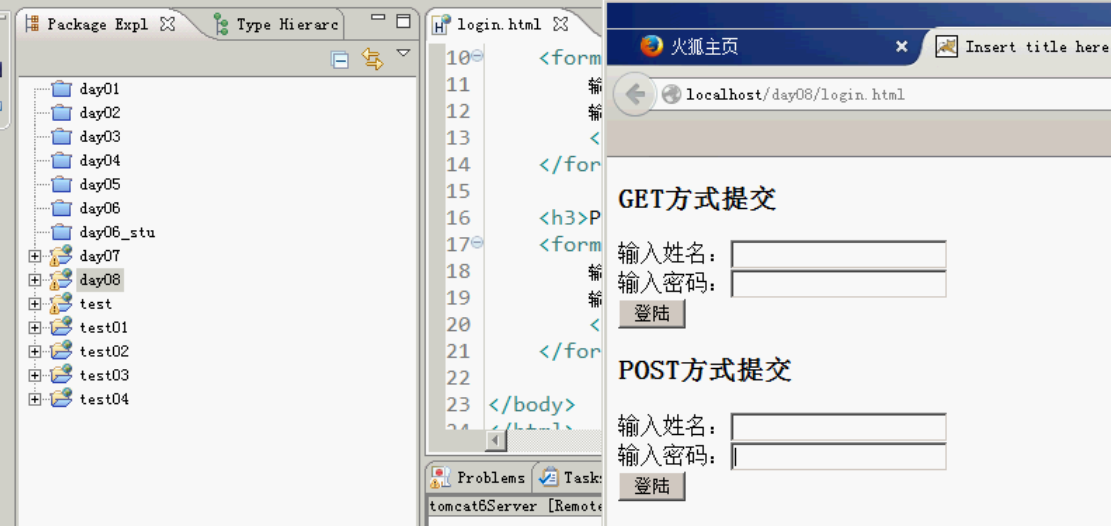 Package Expl
Type Hierarc
day01
day02
day03
day04
day05
day06
day06_stu
day07
day08
test
test01
test02
test03
test04
login.html
10 <form
11 输
12 输
13 <
14 </for
15
16 <h3>P
17 <form
18 输
19 输
20 <
21 </for
22
23 </body>
24 </html>
Problems
Task
tomcat6Server [Remote
火狐主页
Insert title here
localhost/day08/login.html
GET方式提交
输入姓名：
输入密码：
登陆
POST方式提交
输入姓名：
输入密码：
登陆